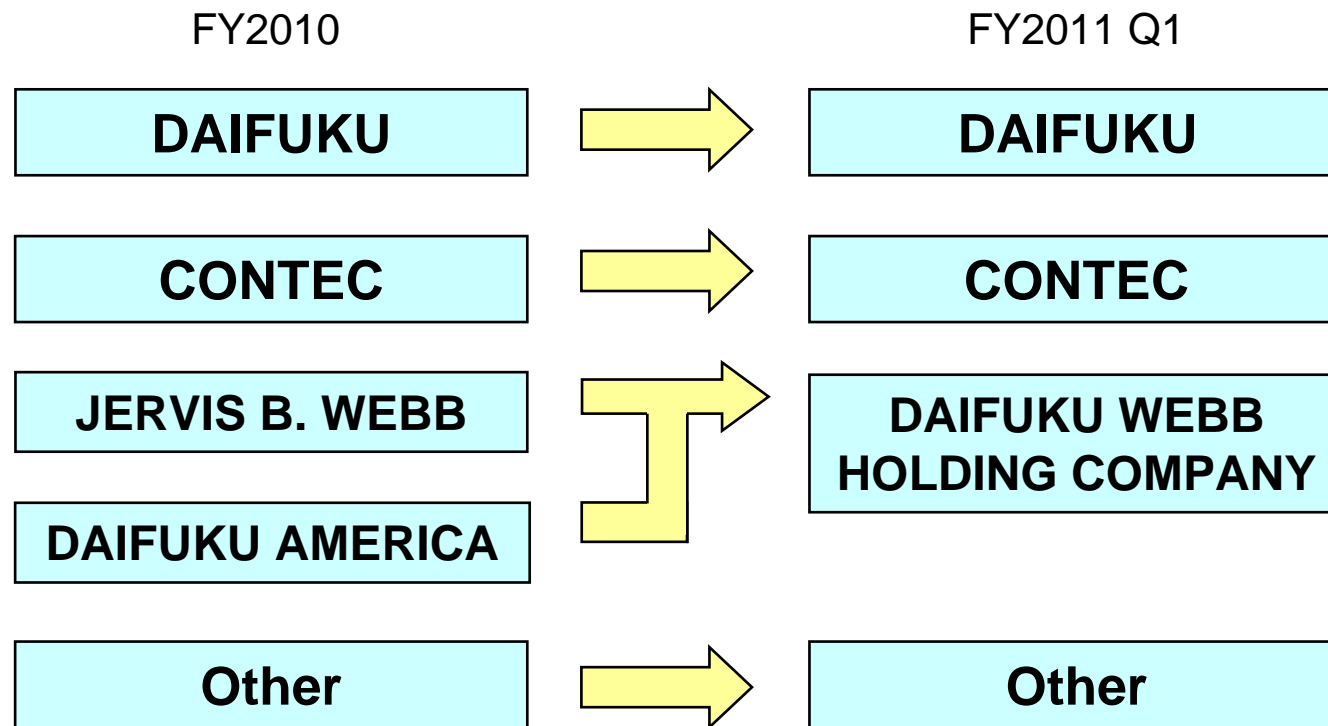 FY2010
FY2011 Q1
DAIFUKU
DAIFUKU
CONTEC
CONTEC
JERVIS B. WEBB
DAIFUKU WEBB
HOLDING COMPANY
DAIFUKU AMERICA
Other
Other